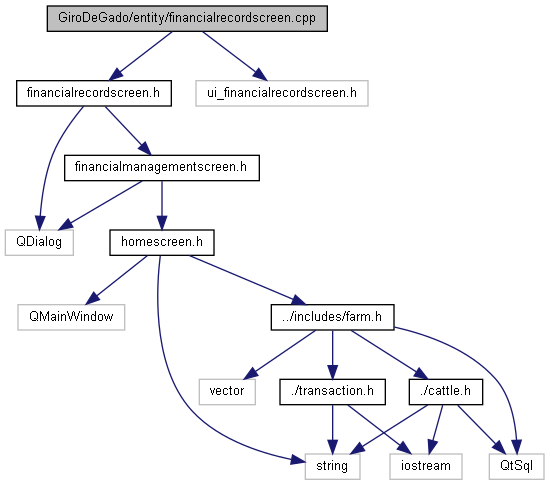 GiroDeGado/entity/financialrecordscreen.cpp
financialrecordscreen.h
ui_financialrecordscreen.h
financialmanagementscreen.h
QDialog
homescreen.h
QMainWindow
../includes/farm.h
vector
./transaction.h
./cattle.h
string
iostream
QtSql